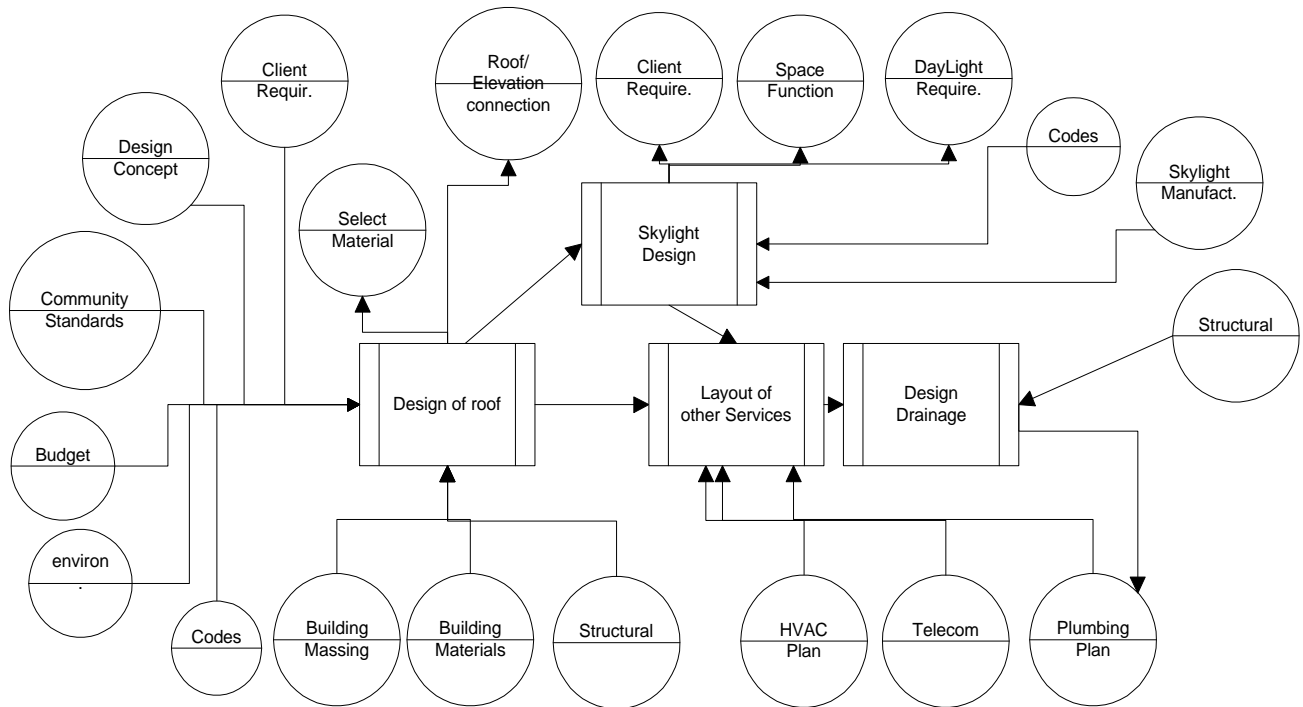 Roof/
Elevation
connection
Client
Requir.
Client
Require.
Space
Function
DayLight
Require.
Codes
Design
Concept
Skylight
Manufact.
Select
Material
Skylight
Design
Community
Standards
Structural
Design of roof
Layout of
other Services
Design
Drainage
Budget
environ
.
Codes
Building
Massing
Building
Materials
Structural
HVAC
Plan
Telecom
Plumbing
Plan